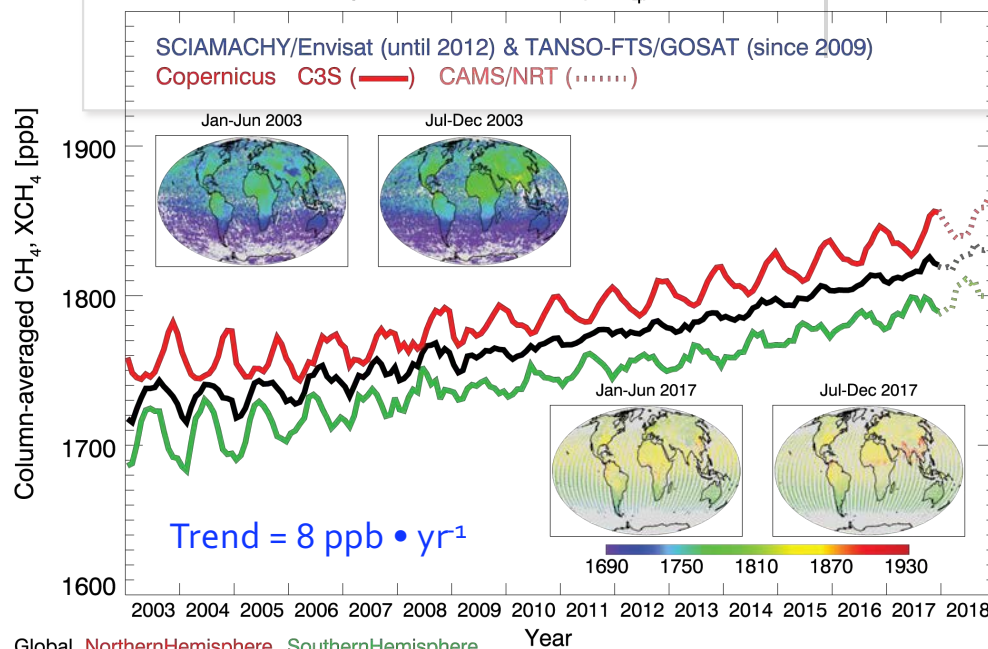 SCIAMACHY/Envisat (until 2012) & TANSO-FTS/GOSAT (since 2009)
Copernicus C3S ( ) CAMS/NRT ( )
Jan-Jun 2003
Jul-Dec 2003
Column-averaged CH4, XCH4 [ppb]
1900
1800
1700
1600
Jan-Jun 2017
Jul-Dec 2017
Trend = 8 ppb • yr-1
1690 1750 1810 1870 1930
2003 2004 2005 2006 2007 2008 2009 2010 2011 2012 2013 2014 2015 2016 2017 2018
Year
Global NorthernHemisphere SouthernHemisphere